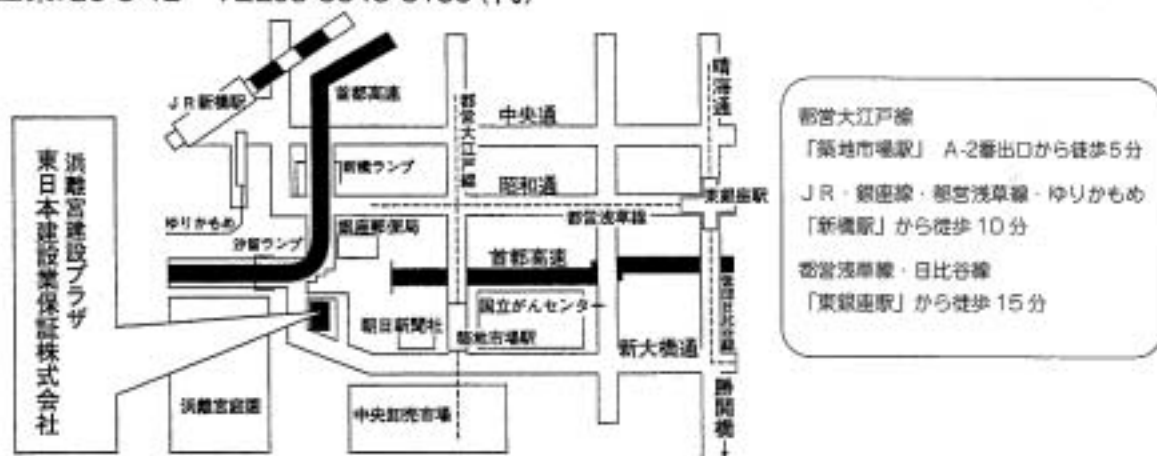 JR新橋駅
首都高速
都営大江戸線
中央通
晴海通
新橋ランプ
昭和通
東銀座駅
都営浅草線
ゆりかもめ
汐留ランプ
銀座郵便局
首都高速
国立がんセンター
朝日新聞社
築地市場駅
新大橋通
浜離宮庭園
中央卸売市場
勝鬨橋
浜離宮建設プラザ
東日本建設業保証株式会社
都営大江戸線
「築地市場駅」 A-2番出口から徒歩5分
JR・銀座線・都営浅草線・ゆりかもめ
「新橋駅」から徒歩10分
都営浅草線・日比谷線
「東銀座駅」から徒歩15分